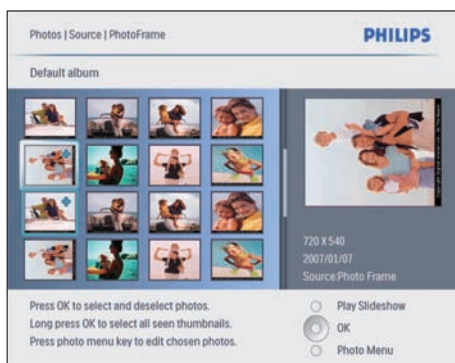 Photos | Source | PhotoFrame
PHILIPS
Default album
720 X 540
2007/01/07
Source:Photo Frame
Press OK to select and deselect photos.
Long press OK to select all seen thumbnails.
Press photo menu key to edit chosen photos.
Play Slideshow
OK
Photo Menu